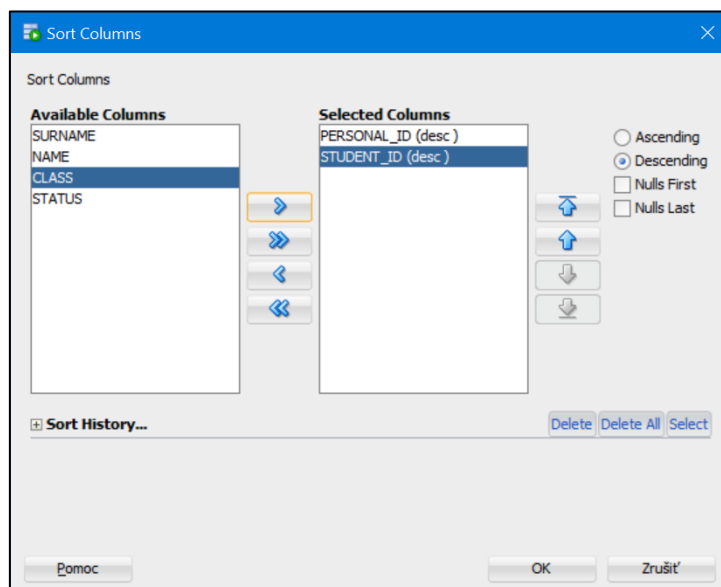 Sort Columns
Sort Columns
Available Columns
SURNAME
NAME
CLASS
STATUS
Selected Columns
PERSONAL_ID (desc )
STUDENT_ID (desc )
Ascending
Descending
Nulls First
Nulls Last
Sort History...
Delete
Delete All
Select
Pomoc
OK
Zrušiť